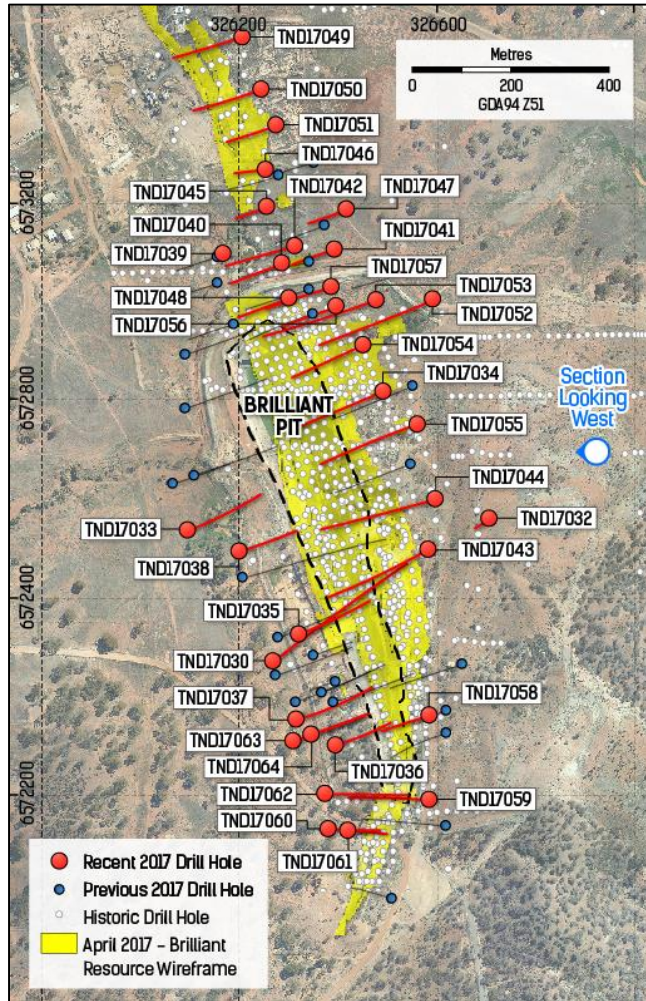 326200
326600
TND17049
Metres
0
200
400
GDA94 Z51
TND17050
TND17051
TND17046
TND17042
TND17045
TND17047
6573200
TND17040
TND17041
TND17039
TND17057
TND17053
TND17048
TND17052
TND17056
TND17054
TND17034
6572800
BRILLIANT
PIT
Section
Looking
West
TND17055
TND17044
TND17033
TND17032
TND17038
TND17043
6572400
TND17035
TND17030
TND17037
TND17058
TND17063
TND17064
TND17036
6572200
TND17062
TND17059
TND17060
TND17061
Recent 2017 Drill Hole
Previous 2017 Drill Hole
Historic Drill Hole
April 2017 – Brilliant
Resource Wireframe